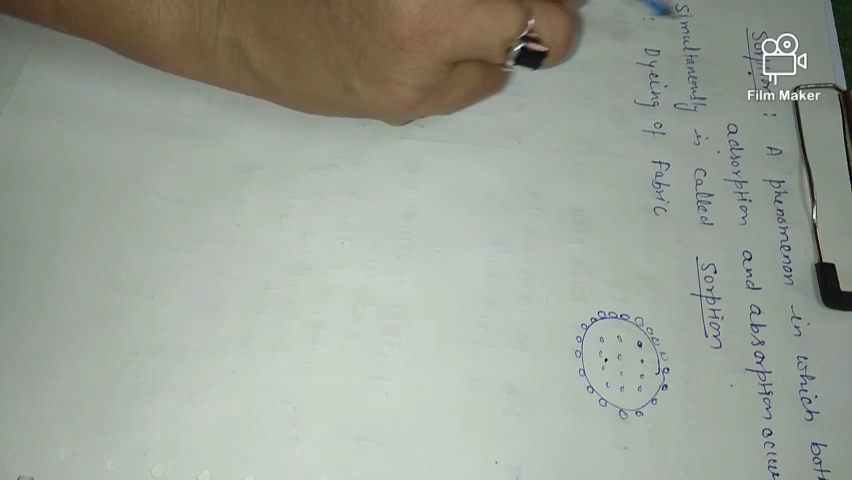 Sorption : A phenomenon in which both
adsorption and absorption occur
simultaneously is called sorption
: Dyeing of fabric
Film Maker